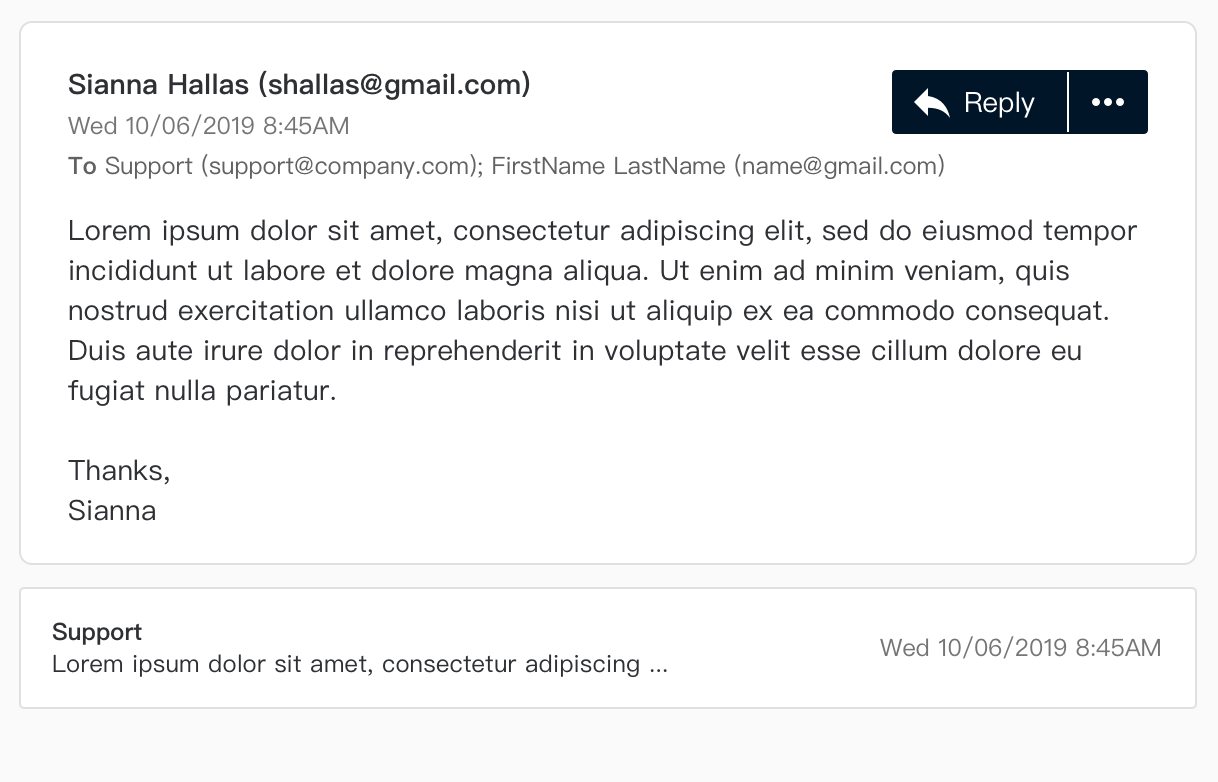 Sianna Hallas (shallas@gmail.com)
Reply
Wed 10/06/2019 8:45AM
To Support (support@company.com); FirstName LastName (name@gmail.com)
Lorem ipsum dolor sit amet, consectetur adipiscing elit, sed do eiusmod tempor
incididunt ut labore et dolore magna aliqua. Ut enim ad minim veniam, quis
nostrud exercitation ullamco laboris nisi ut aliquip ex ea commodo consequat.
Duis aute irure dolor in reprehenderit in voluptate velit esse cillum dolore eu
fugiat nulla pariatur.
Thanks,
Sianna
Support
Lorem ipsum dolor sit amet, consectetur adipiscing ...
Wed 10/06/2019 8:45AM